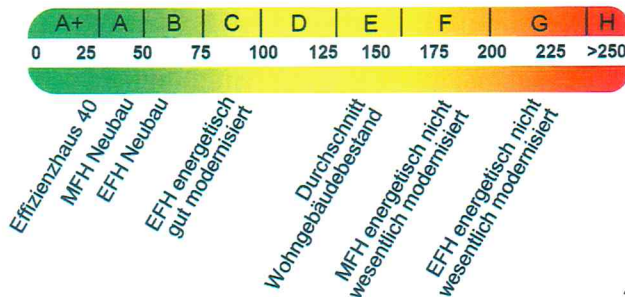 A+ A B C D E F G H
0 25 50 75 100 125 150 175 200 225 >250
Effizienzhaus 40
MFH Neubau
EFH Neubau
EFH energetisch
gut modernisiert
Durchschnitt
Wohngebäudebestand
MFH energetisch nicht
wesentlich modernisiert
EFH energetisch nicht
wesentlich modernisiert